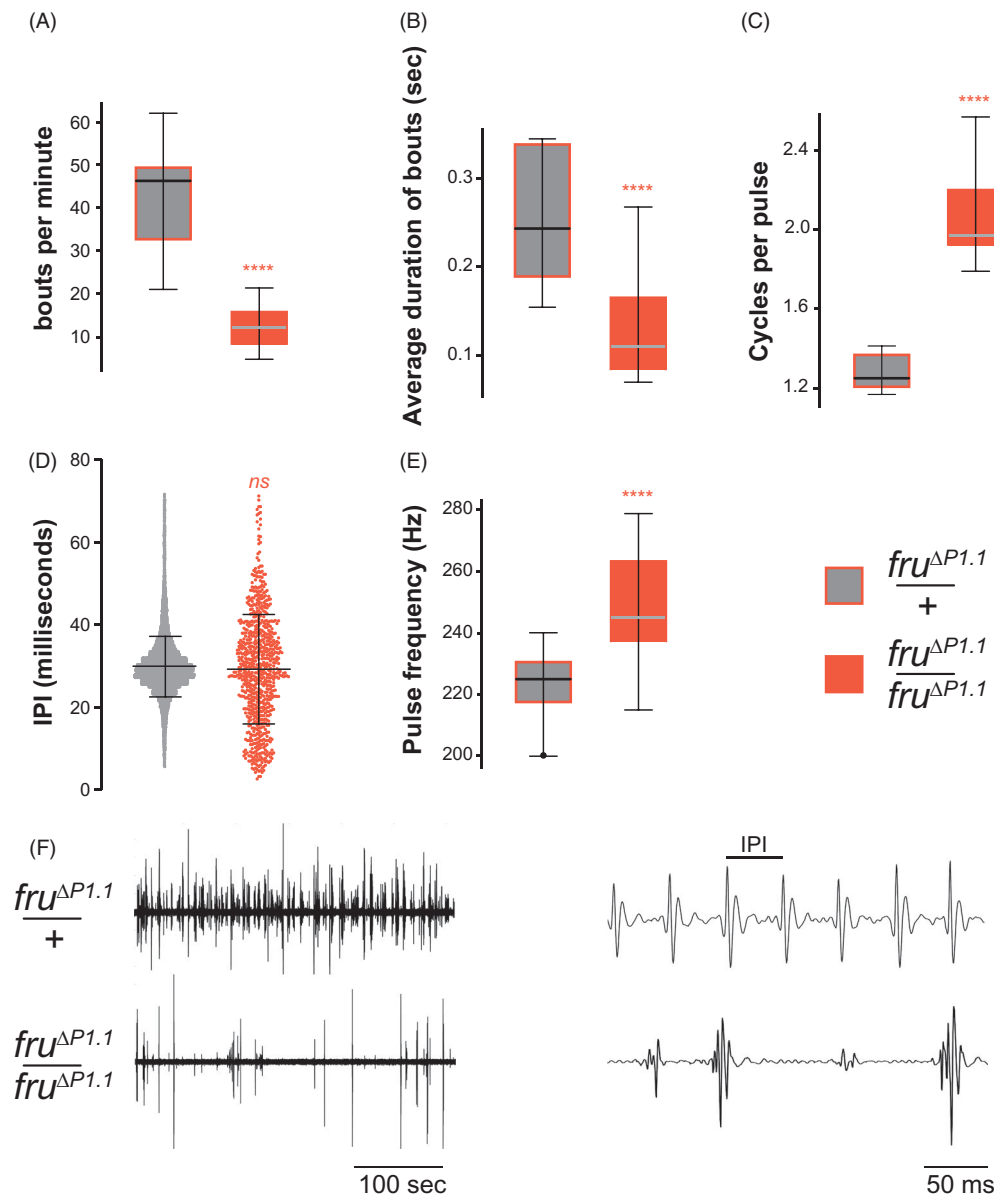 (A)
bouts per minute
60
50
40
30
20
10
****
(B)
Average duration of bouts (sec)
0.3
0.2
0.1
****
(C)
Cycles per pulse
2.4
2.0
1.6
1.2
****
(D)
IPI (milliseconds)
80
60
40
20
0
ns
(E)
Pulse frequency (Hz)
280
260
240
220
200
****
fru^ΔP1.1
+
fru^ΔP1.1
fru^ΔP1.1
(F)
fru^ΔP1.1
+
IPI
fru^ΔP1.1
fru^ΔP1.1
100 sec
50 ms